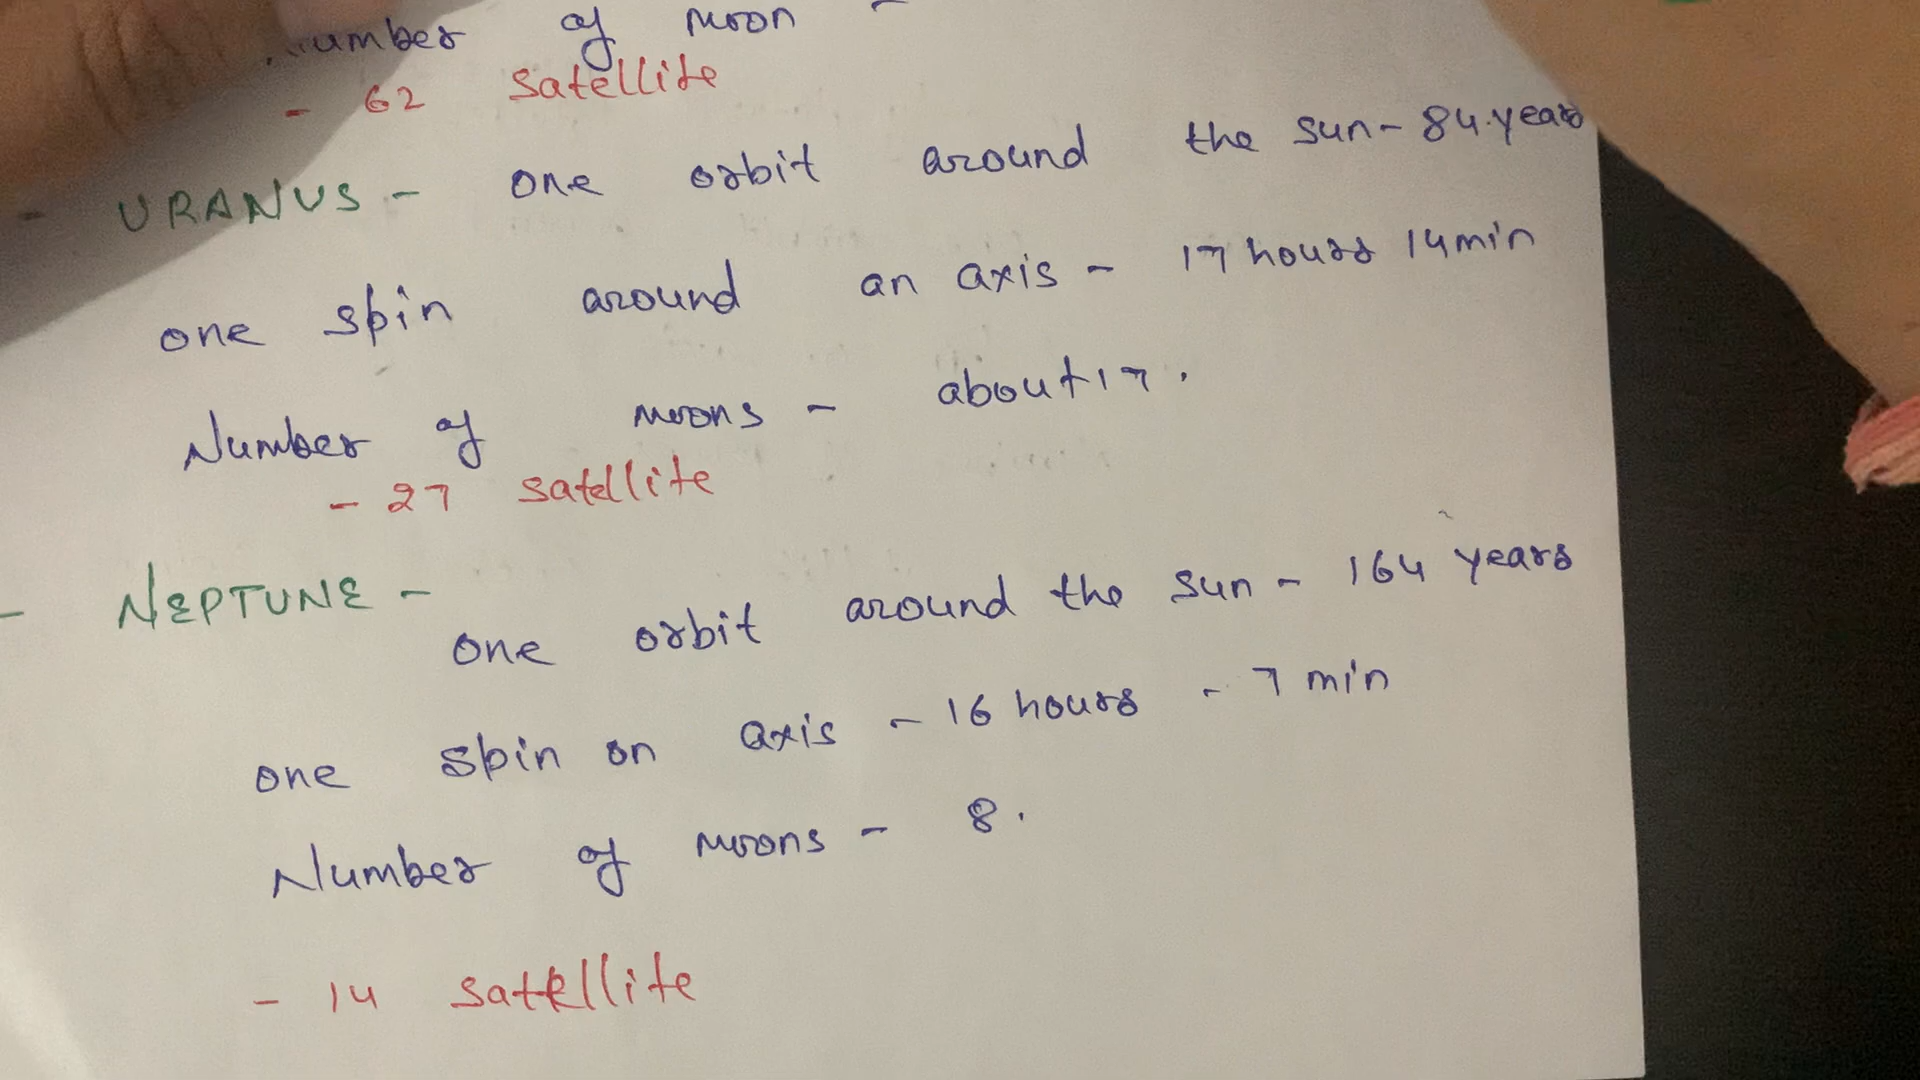 Number of moon -
- 62 satellite
- URANUS - one orbit around the sun - 84 years
one spin around an axis - 17 hours 14 min
Number of moons - about 17.
- 27 satellite
- NEPTUNE -
one orbit around the sun - 164 years
one spin on axis - 16 hours - 7 min
Number of moons - 8.
- 14 satellite